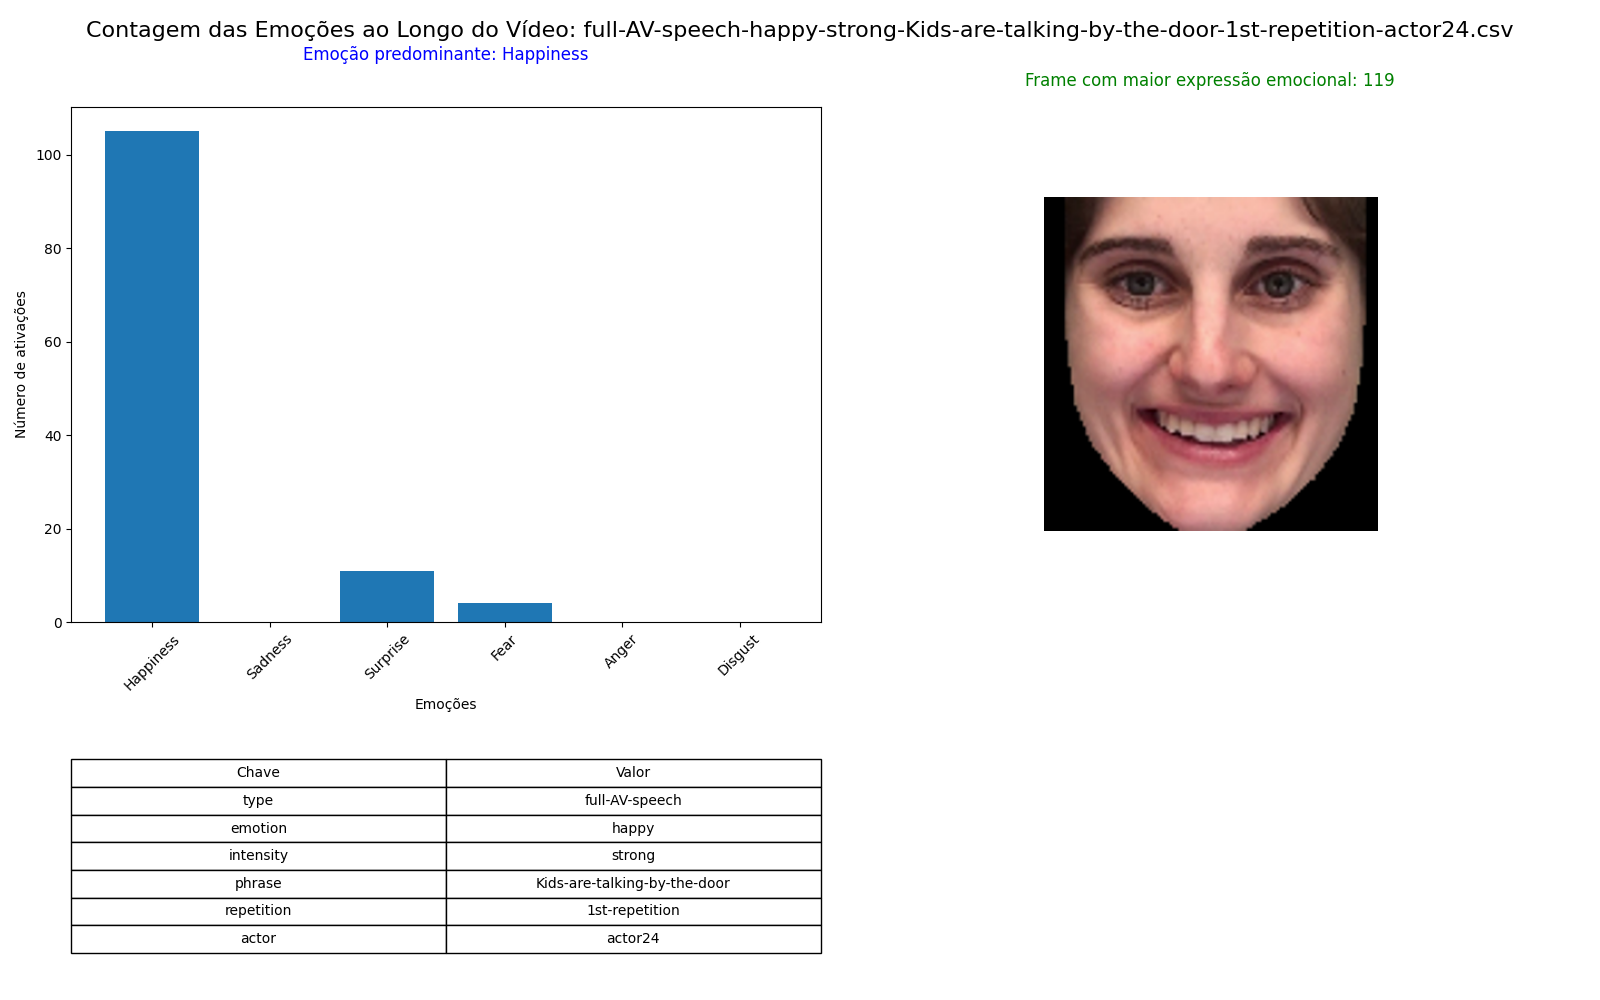 Contagem das Emoções ao Longo do Vídeo: full-AV-speech-happy-strong-Kids-are-talking-by-the-door-1st-repetition-actor24.csv
Emoção predominante: Happiness
Frame com maior expressão emocional: 119
Número de ativações
100
80
60
40
20
0
Happiness
Sadness
Surprise
Fear
Anger
Disgust
Emoções
Chave Valor
type full-AV-speech
emotion happy
intensity strong
phrase Kids-are-talking-by-the-door
repetition 1st-repetition
actor actor24